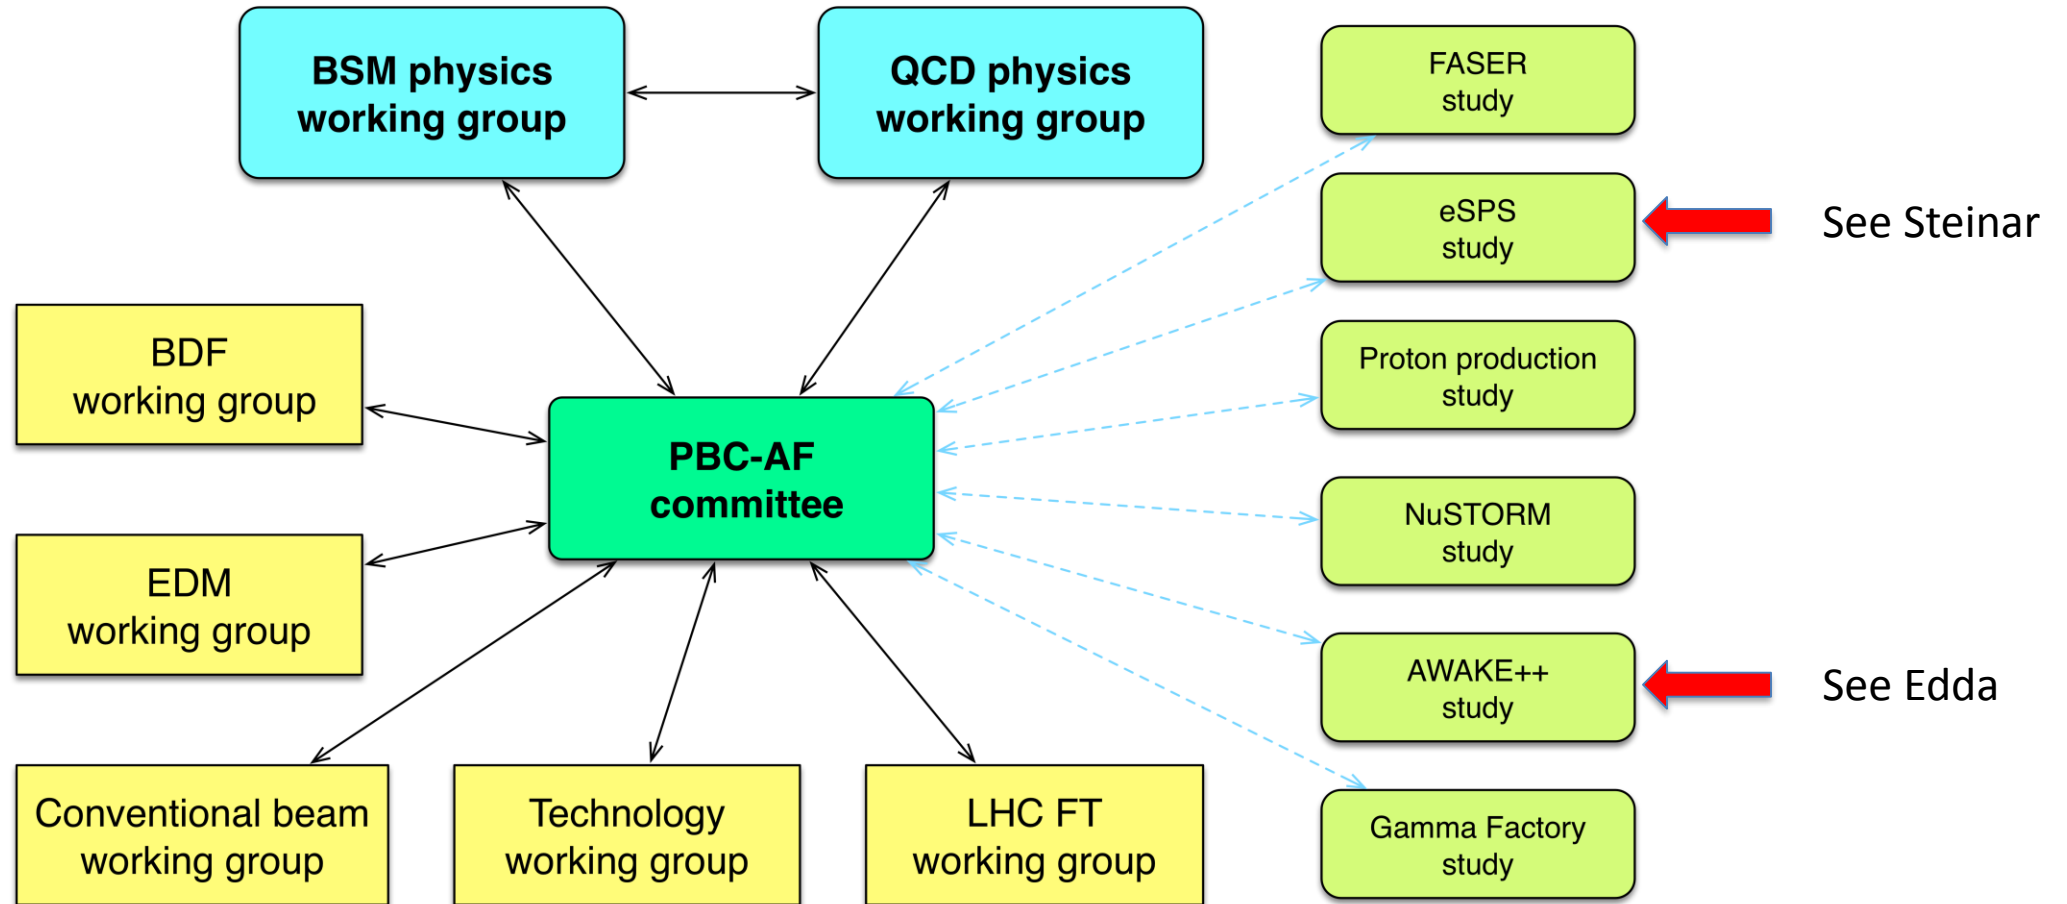 BSM physics
working group
QCD physics
working group
FASER
study
eSPS
study
See Steinar
BDF
working group
Proton production
study
PBC-AF
committee
NuSTORM
study
EDM
working group
AWAKE++
study
See Edda
Conventional beam
working group
Technology
working group
LHC FT
working group
Gamma Factory
study